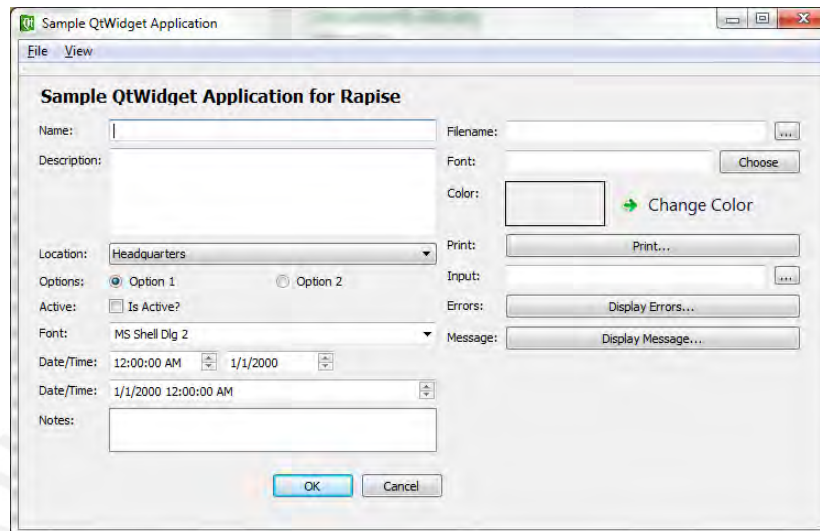 Sample QtWidget Application
File View
Sample QtWidget Application for Rapise
Name:
Description:
Location: Headquarters
Options: Option 1 Option 2
Active: Is Active?
Font: MS Shell Dlg 2
Date/Time: 12:00:00 AM 1/1/2000
Date/Time: 1/1/2000 12:00:00 AM
Notes:
Filename: ...
Font: Choose
Color: Change Color
Print: Print...
Input: ...
Errors: Display Errors...
Message: Display Message...
OK Cancel